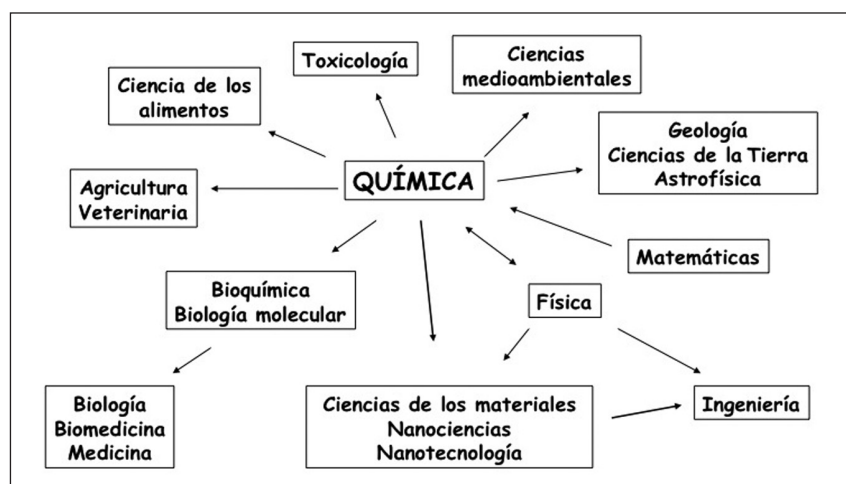 Toxicología
Ciencias
medioambientales
Ciencia de los
alimentos
Geología
Ciencias de la Tierra
Astrofísica
QUÍMICA
Agricultura
Veterinaria
Matemáticas
Bioquímica
Biología molecular
Física
Biología
Biomedicina
Medicina
Ciencias de los materiales
Nanociencias
Nanotecnología
Ingeniería